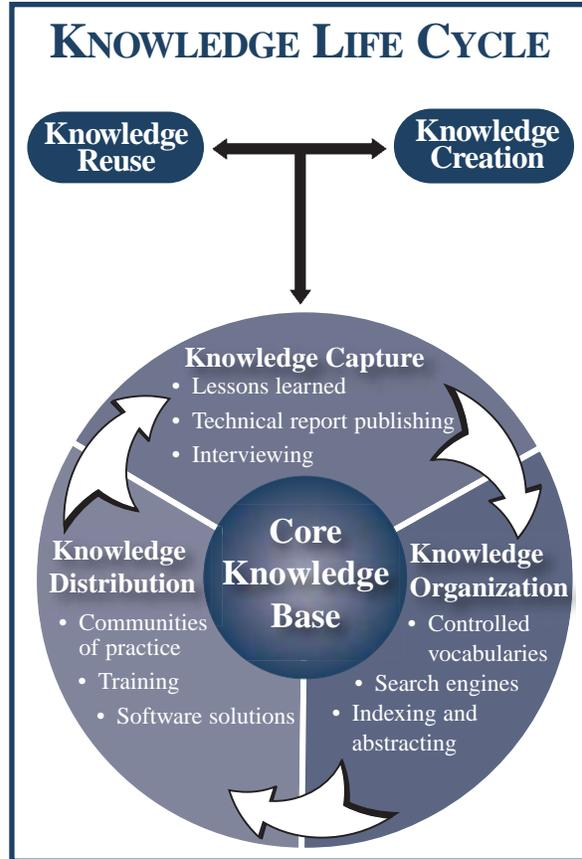 KNOWLEDGE LIFE CYCLE
Knowledge
Reuse
Knowledge
Creation
Knowledge Capture
• Lessons learned
• Technical report publishing
• Interviewing
Core
Knowledge
Base
Knowledge
Organization
• Controlled
vocabularies
• Search engines
• Indexing and
abstracting
Knowledge
Distribution
• Communities
of practice
• Training
• Software solutions